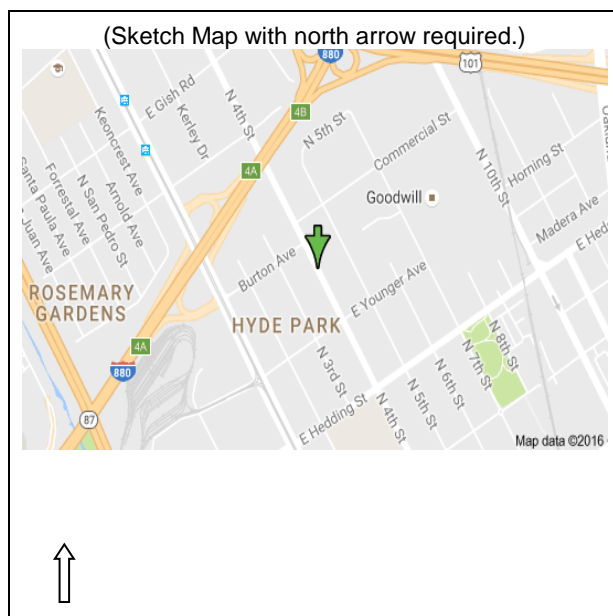 (Sketch Map with north arrow required.)
880
101
E Gish Rd
N 4th St
4B
N 5th St
Commercial St
Keoncrest Ave
Kerley Dr
4A
N 10th St
Horning St
Goodwill
Santa Paula Ave
Forrestal Ave
N San Pedro St
Arnold Ave
Juan Ave
Madera Ave
E Hedd
Burton Ave
E Younger Ave
ROSEMARY
GARDENS
HYDE PARK
4A
880
N 3rd St
N 8th St
N 7th St
N 6th St
N 5th St
N 4th St
E Hedding St
87
Map data ©2016